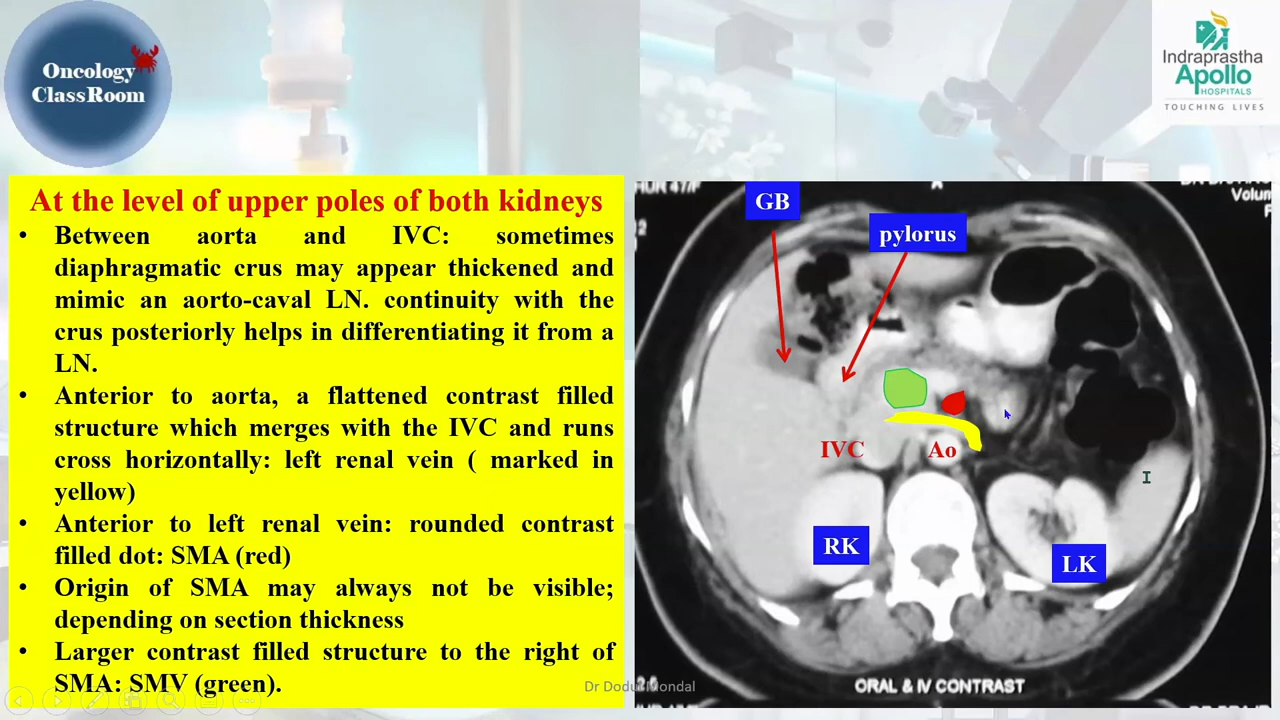 Oncology
ClassRoom
Indraprastha
Apollo
HOSPITALS
TOUCHING LIVES
At the level of upper poles of both kidneys
• Between aorta and IVC: sometimes
diaphragmatic crus may appear thickened and
mimic an aorto-caval LN. continuity with the
crus posteriorly helps in differentiating it from a
LN.
• Anterior to aorta, a flattened contrast filled
structure which merges with the IVC and runs
cross horizontally: left renal vein ( marked in
yellow)
• Anterior to left renal vein: rounded contrast
filled dot: SMA (red)
• Origin of SMA may always not be visible;
depending on section thickness
• Larger contrast filled structure to the right of
SMA: SMV (green).
GB
pylorus
IVC
Ao
RK
LK
I
ORAL & IV CONTRAST
Dr Dodul Mondal